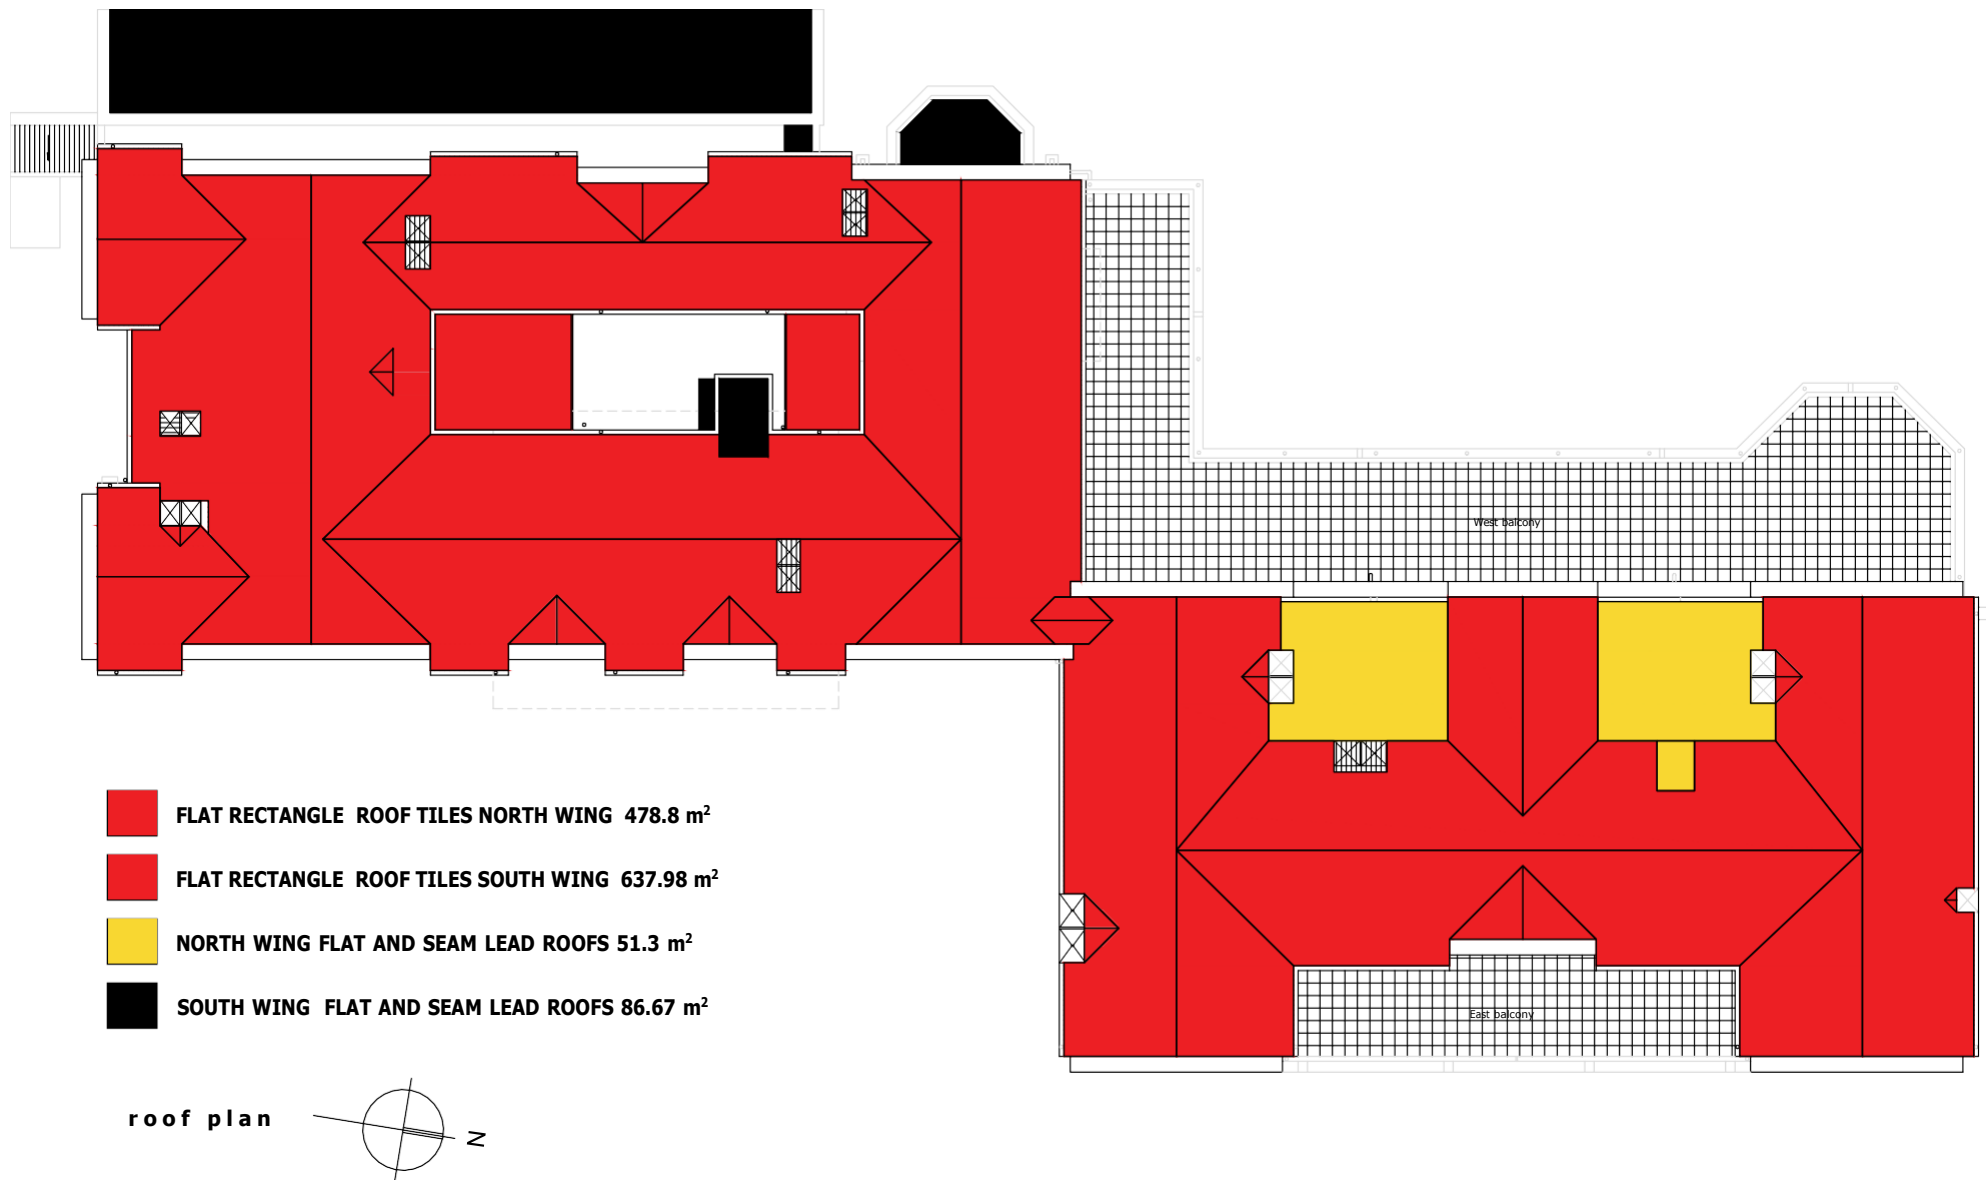 West balcony
FLAT RECTANGLE ROOF TILES NORTH WING 478.8 m²
FLAT RECTANGLE ROOF TILES SOUTH WING 637.98 m²
NORTH WING FLAT AND SEAM LEAD ROOFS 51.3 m²
SOUTH WING FLAT AND SEAM LEAD ROOFS 86.67 m²
East balcony
roof plan
N